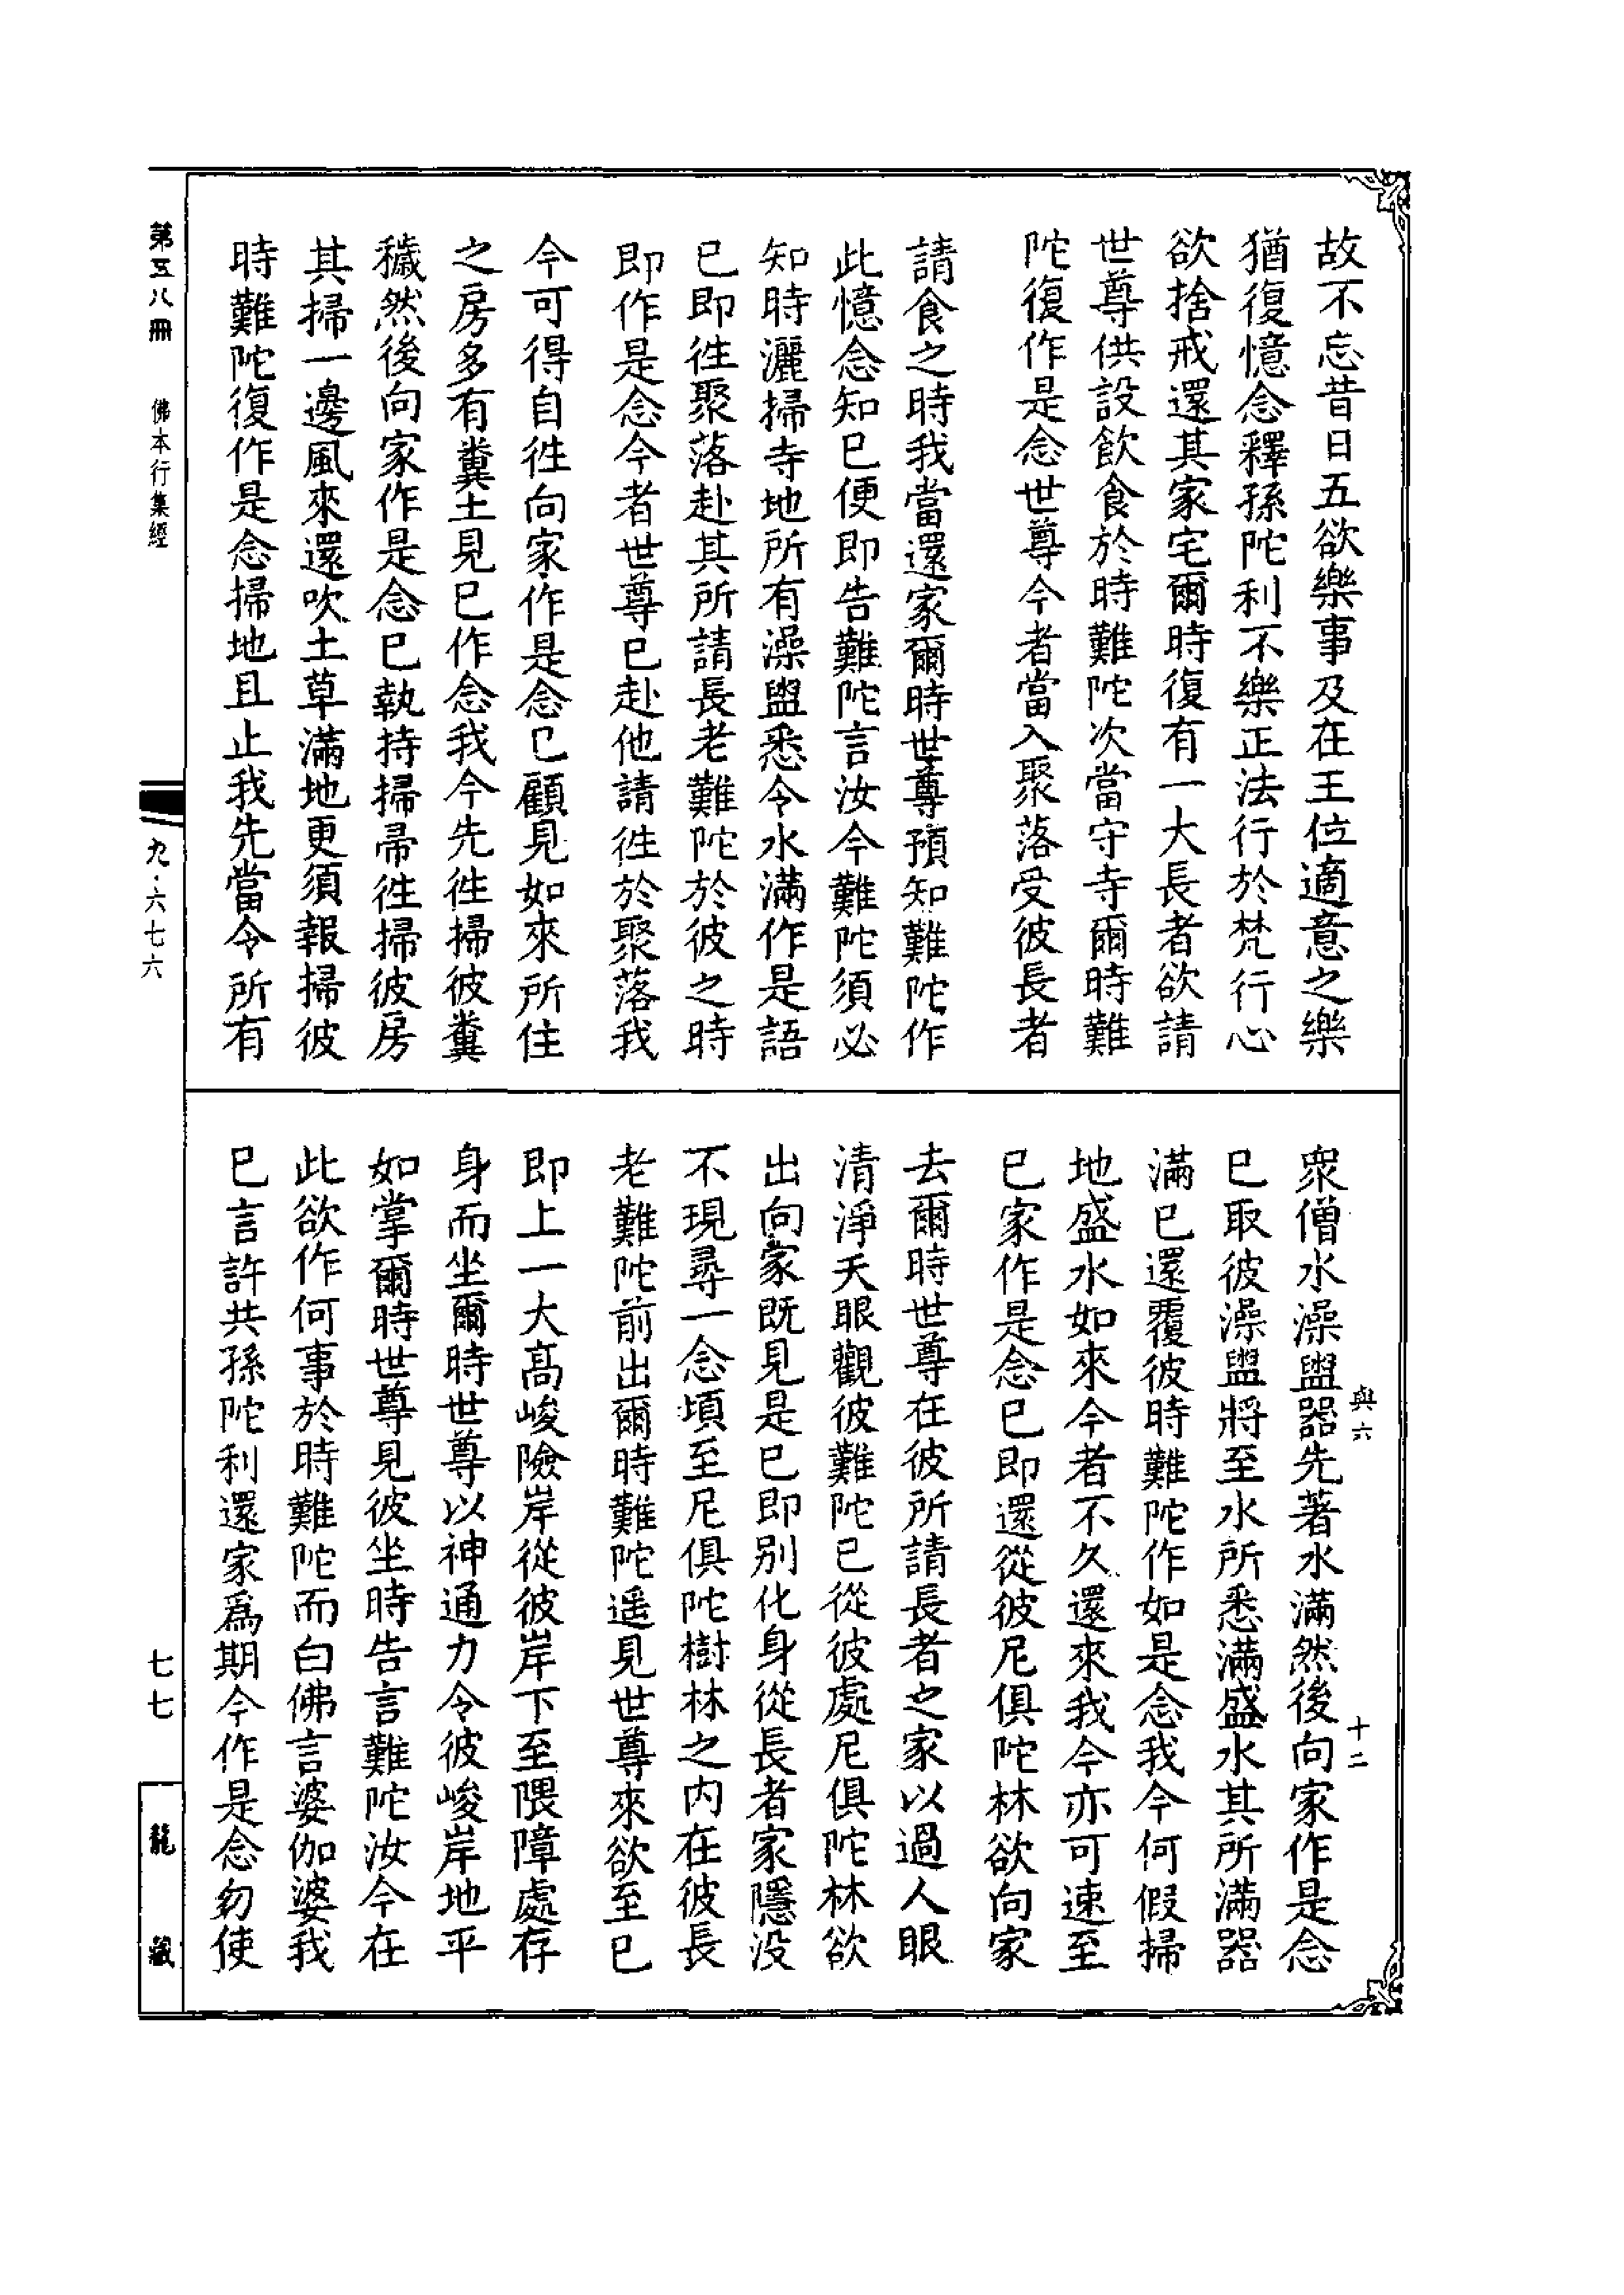 故不忘昔日五欲樂事及在王位適意之樂
猶復憶念釋孫陀利不樂正法行於梵行心
欲捨戒還其家宅爾時復有一大長者欲請
世尊供設飲食於時難陀次當守寺爾時難
陀復作是念世尊今者當入聚落受彼長者
請食之時我當還家爾時世尊預知難陀作
此憶念知已便即告難陀言汝今難陀須必
知時灑掃寺地所有澡盥悉令水滿作是語
已即徃聚落赴其所請長老難陀於彼之時
即作是念今者世尊已赴他請徃於聚落我
今可得自徃向家作是念已顧見如來所住
之房多有糞土見已作念我今先徃掃彼糞
穢然後向家作是念已執持掃帚徃掃彼房
其掃一邊風來還吹土草滿地更須報掃彼
時難陀復作是念掃地且止我先當令所有
衆僧水澡盥器先著水滿然後向家作是念
已取彼澡盥將至水所悉滿盛水其所滿器
滿已還覆彼時難陀作如是念我今何假掃
地盛水如來今者不久還來我今亦可速至
已家作是念已即還從彼尼俱陀林欲向家
去爾時世尊在彼所請長者之家以過人眼
清淨天眼觀彼難陀已從彼處尼俱陀林欲
出向家既見是已即別化身從長者家隱没
不現尋一念頃至尼俱陀樹林之内在彼長
老難陀前出爾時難陀遥見世尊來欲至已
即上一大高峻險岸從彼岸下至隈障處存
身而坐爾時世尊以神通力令彼峻岸地平
如掌爾時世尊見彼坐時告言難陀汝今在
此欲作何事於時難陀而白佛言婆伽婆我
已言許共孫陀利還家爲期今作是念勿使
與六
十二
第五八冊
佛本行集經
九·六七六
七七
龍藏